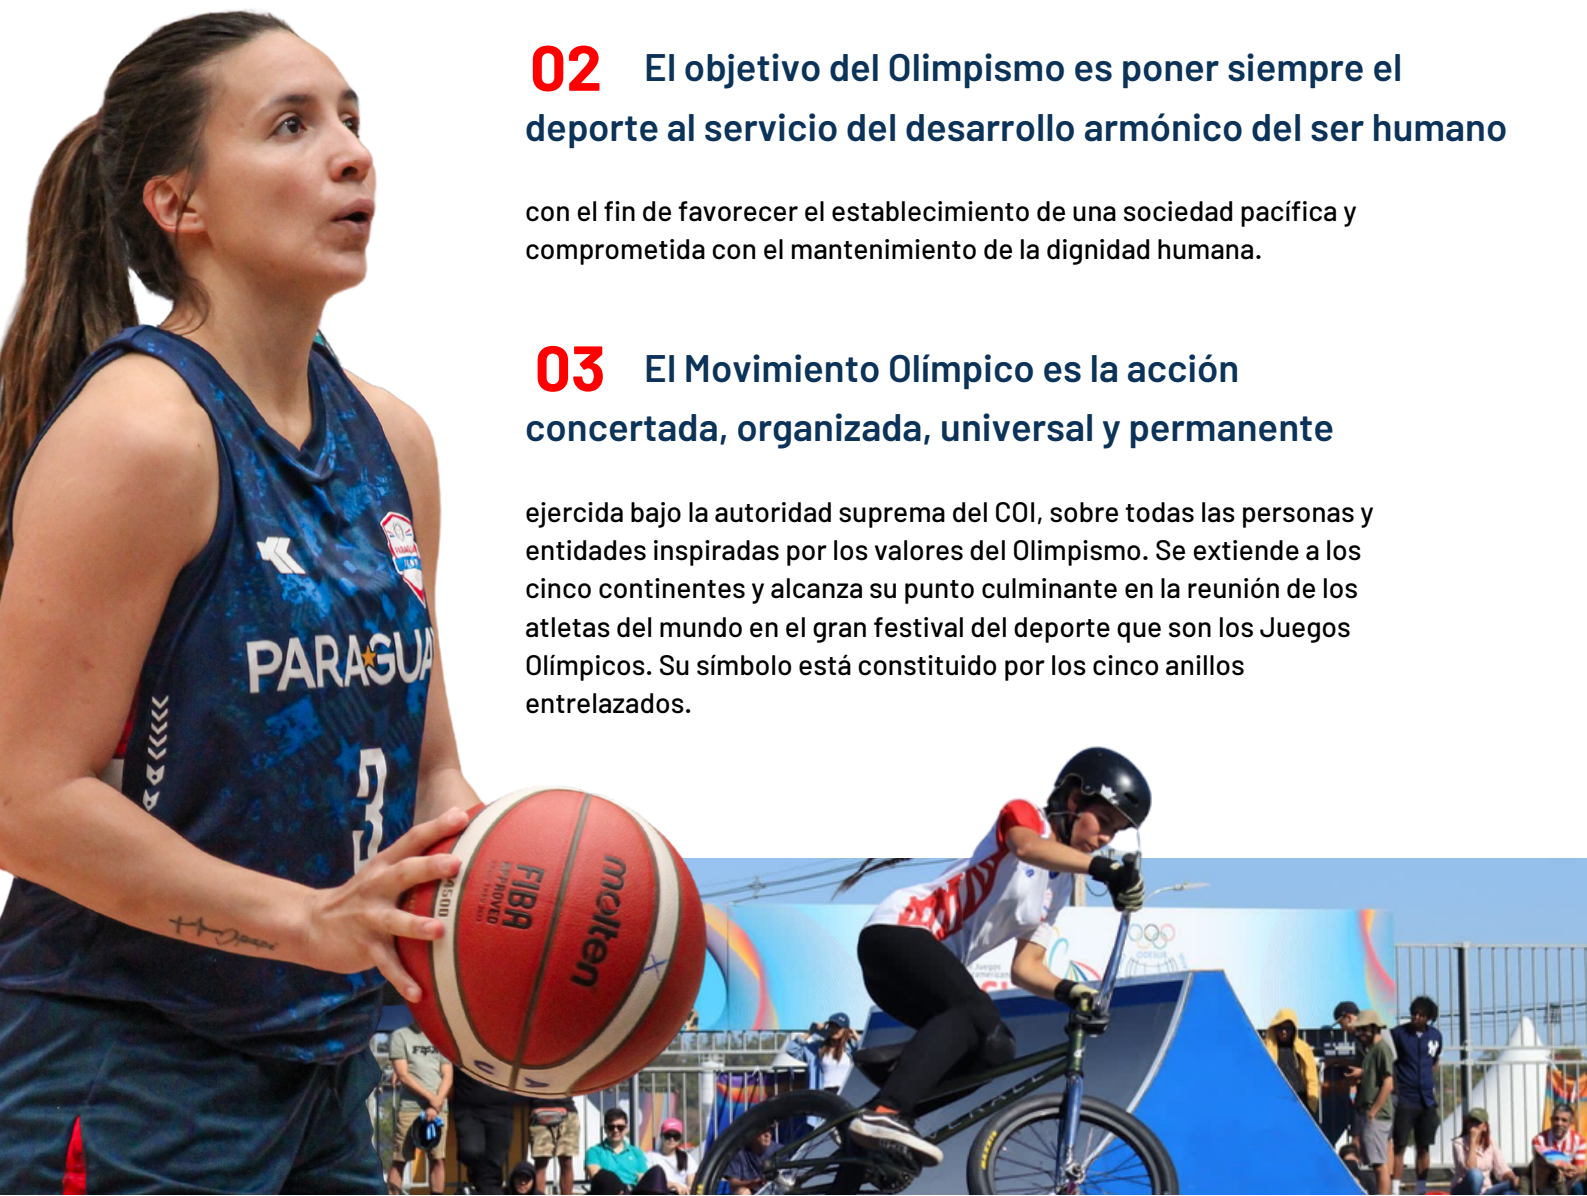 02 El objetivo del Olimpismo es poner siempre el
deporte al servicio del desarrollo armónico del ser humano
con el fin de favorecer el establecimiento de una sociedad pacífica y
comprometida con el mantenimiento de la dignidad humana.
03 El Movimiento Olímpico es la acción
concertada, organizada, universal y permanente
ejercida bajo la autoridad suprema del COI, sobre todas las personas y
entidades inspiradas por los valores del Olimpismo. Se extiende a los
cinco continentes y alcanza su punto culminante en la reunión de los
atletas del mundo en el gran festival del deporte que son los Juegos
Olímpicos. Su símbolo está constituido por los cinco anillos
entrelazados.
PARAGUA
3
molten
FIBA
APPROVED